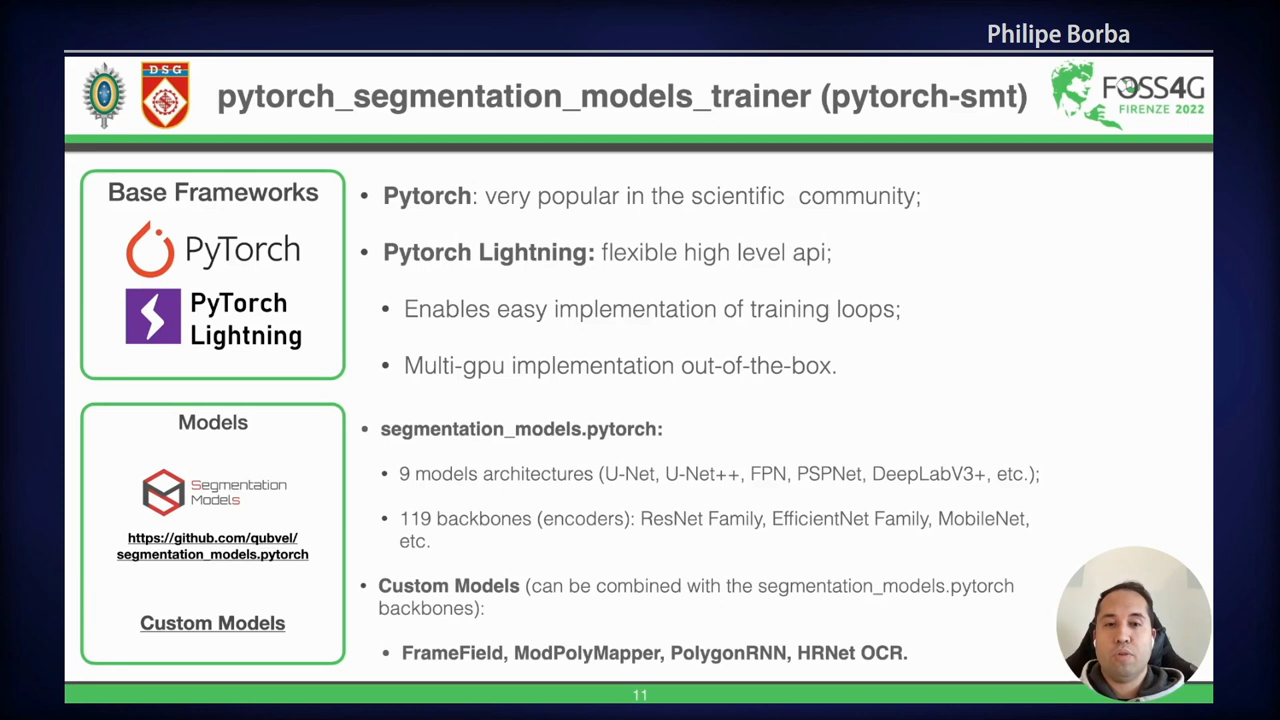 Philipe Borba
DSG
pytorch_segmentation_models_trainer (pytorch-smt)
FOSS4G
FIRENZE 2022
Base Frameworks
PyTorch
PyTorch
Lightning
• Pytorch: very popular in the scientific community;
• Pytorch Lightning: flexible high level api;
• Enables easy implementation of training loops;
• Multi-gpu implementation out-of-the-box.
Models
Segmentation
Models
https://github.com/qubvel/
segmentation_models.pytorch
Custom Models
• segmentation_models.pytorch:
• 9 models architectures (U-Net, U-Net++, FPN, PSPNet, DeepLabV3+, etc.);
• 119 backbones (encoders): ResNet Family, EfficientNet Family, MobileNet,
etc.
• Custom Models (can be combined with the segmentation_models.pytorch
backbones):
• FrameField, ModPolyMapper, PolygonRNN, HRNet OCR.
11